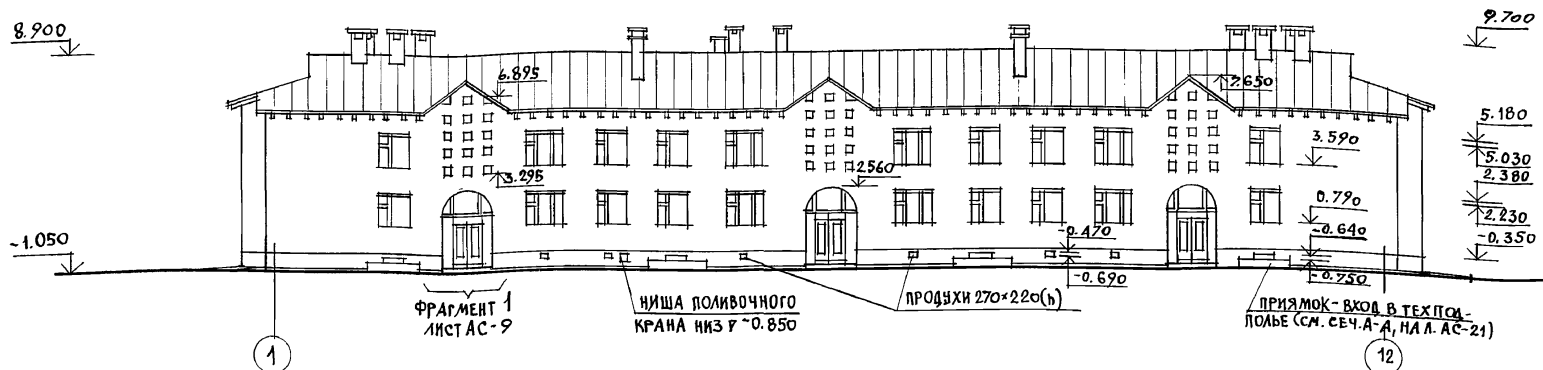 8.900
9.700
6.895
7.650
5.180
3.590
5.030
3.295
2560
2.380
0.790
2.230
-0.470
-0.640
-0.350
~1.050
-0.690
-0.750
ФРАГМЕНТ 1
ЛИСТ АС-9
НИША ПОЛИВОЧНОГО
КРАНА НИЗ ~0.850
ПРОДУХИ 270×220(h)
ПРИЯМОК-ВХОД В ТЕХПОД-
ПОЛЬЕ (СМ. СЕЧ. А-А, НА Л. АС-21)
1
12